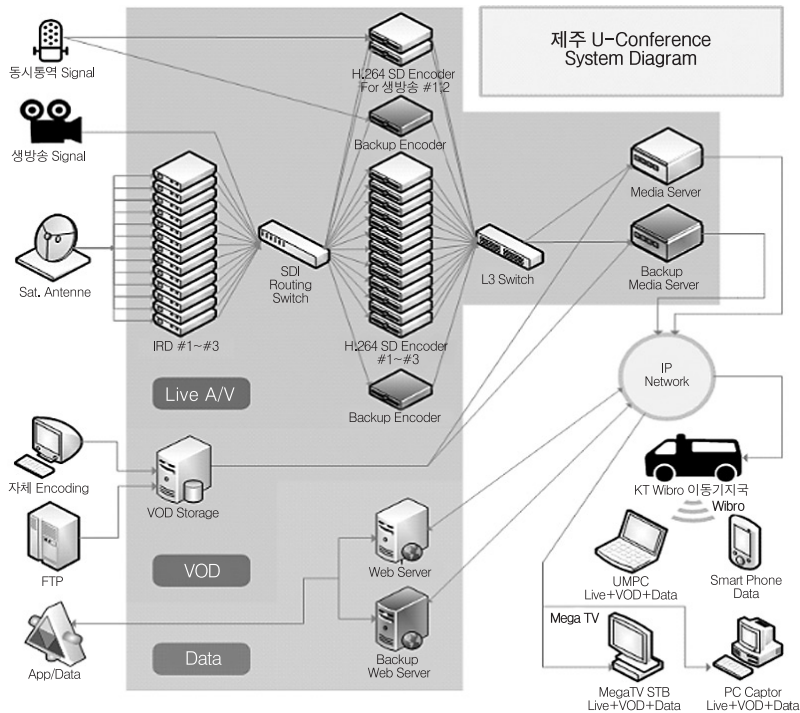 제주 U-Conference
System Diagram
동시통역 Signal
H.264 SD Encoder
For 생방송 #1,2
생방송 Signal
Backup Encoder
Media Server
Sat. Antenne
SDI
Routing
Switch
L3 Switch
Backup
Media Server
IRD #1~#3
H.264 SD Encoder
#1~#3
IP
Network
Live A/V
Backup Encoder
자체 Encoding
VOD Storage
KT Wibro 이동기지국
Wibro
FTP
VOD
Web Server
UMPC
Live+VOD+Data
Smart Phone
Data
Mega TV
App/Data
Data
Backup
Web Server
MegaTV STB
Live+VOD+Data
PC Captor
Live+VOD+Data